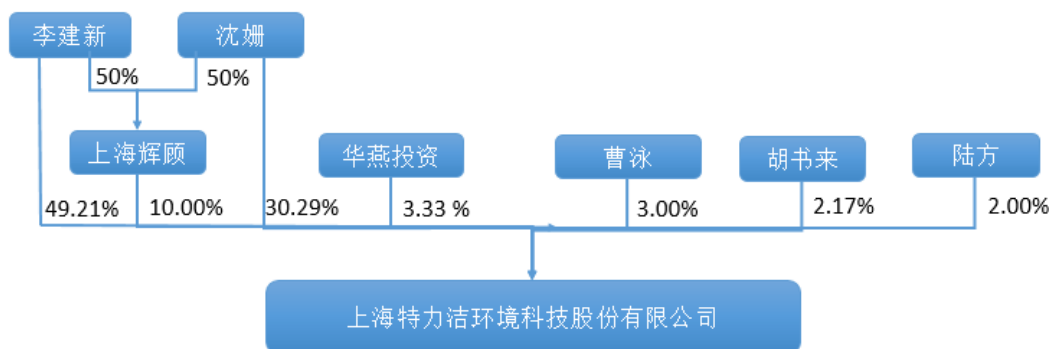 李建新
沈姗
50%
50%
上海辉顾
华燕投资
曹泳
胡书来
陆方
49.21%
10.00%
30.29%
3.33 %
3.00%
2.17%
2.00%
上海特力洁环境科技股份有限公司